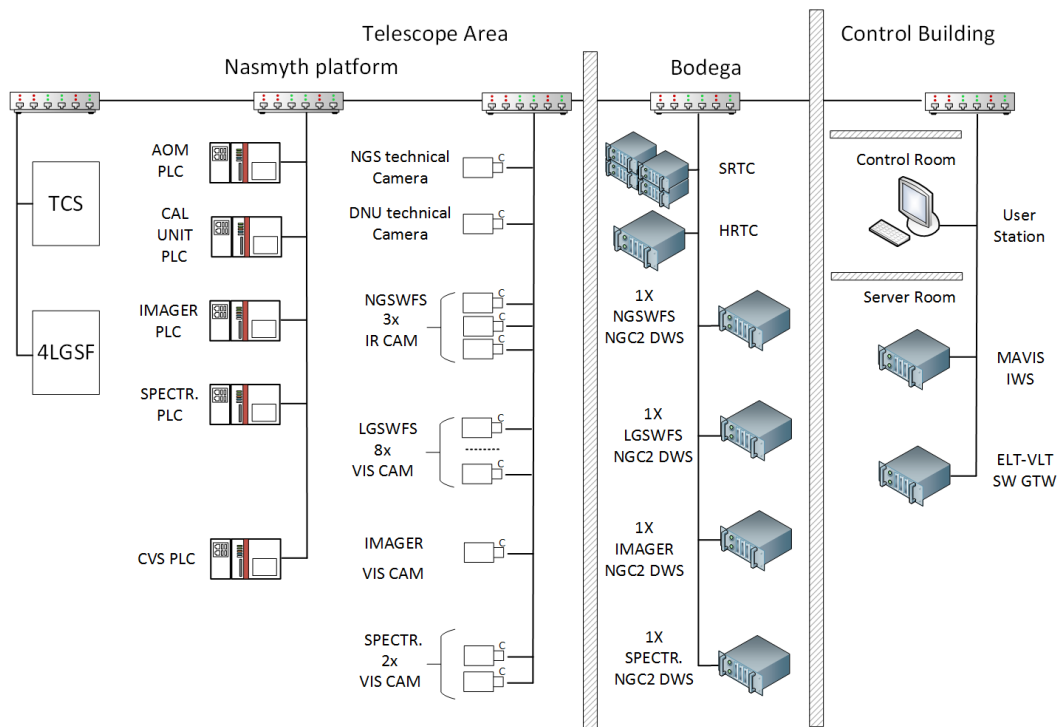 Telescope Area
Control Building
Nasmyth platform
Bodega
TCS
4LGSF
AOM
PLC
CAL
UNIT
PLC
IMAGER
PLC
SPECTR.
PLC
CVS PLC
NGS technical
Camera
C
DNU technical
Camera
C
NGSWFS
3x
IR CAM
C
C
C
LGSWFS
8x
VIS CAM
C
C
IMAGER
VIS CAM
C
SPECTR.
2x
VIS CAM
C
C
SRTC
HRTC
1X
NGSWFS
NGC2 DWS
1X
LGSWFS
NGC2 DWS
1X
IMAGER
NGC2 DWS
1X
SPECTR.
NGC2 DWS
Control Room
User
Station
Server Room
MAVIS
IWS
ELT-VLT
SW GTW